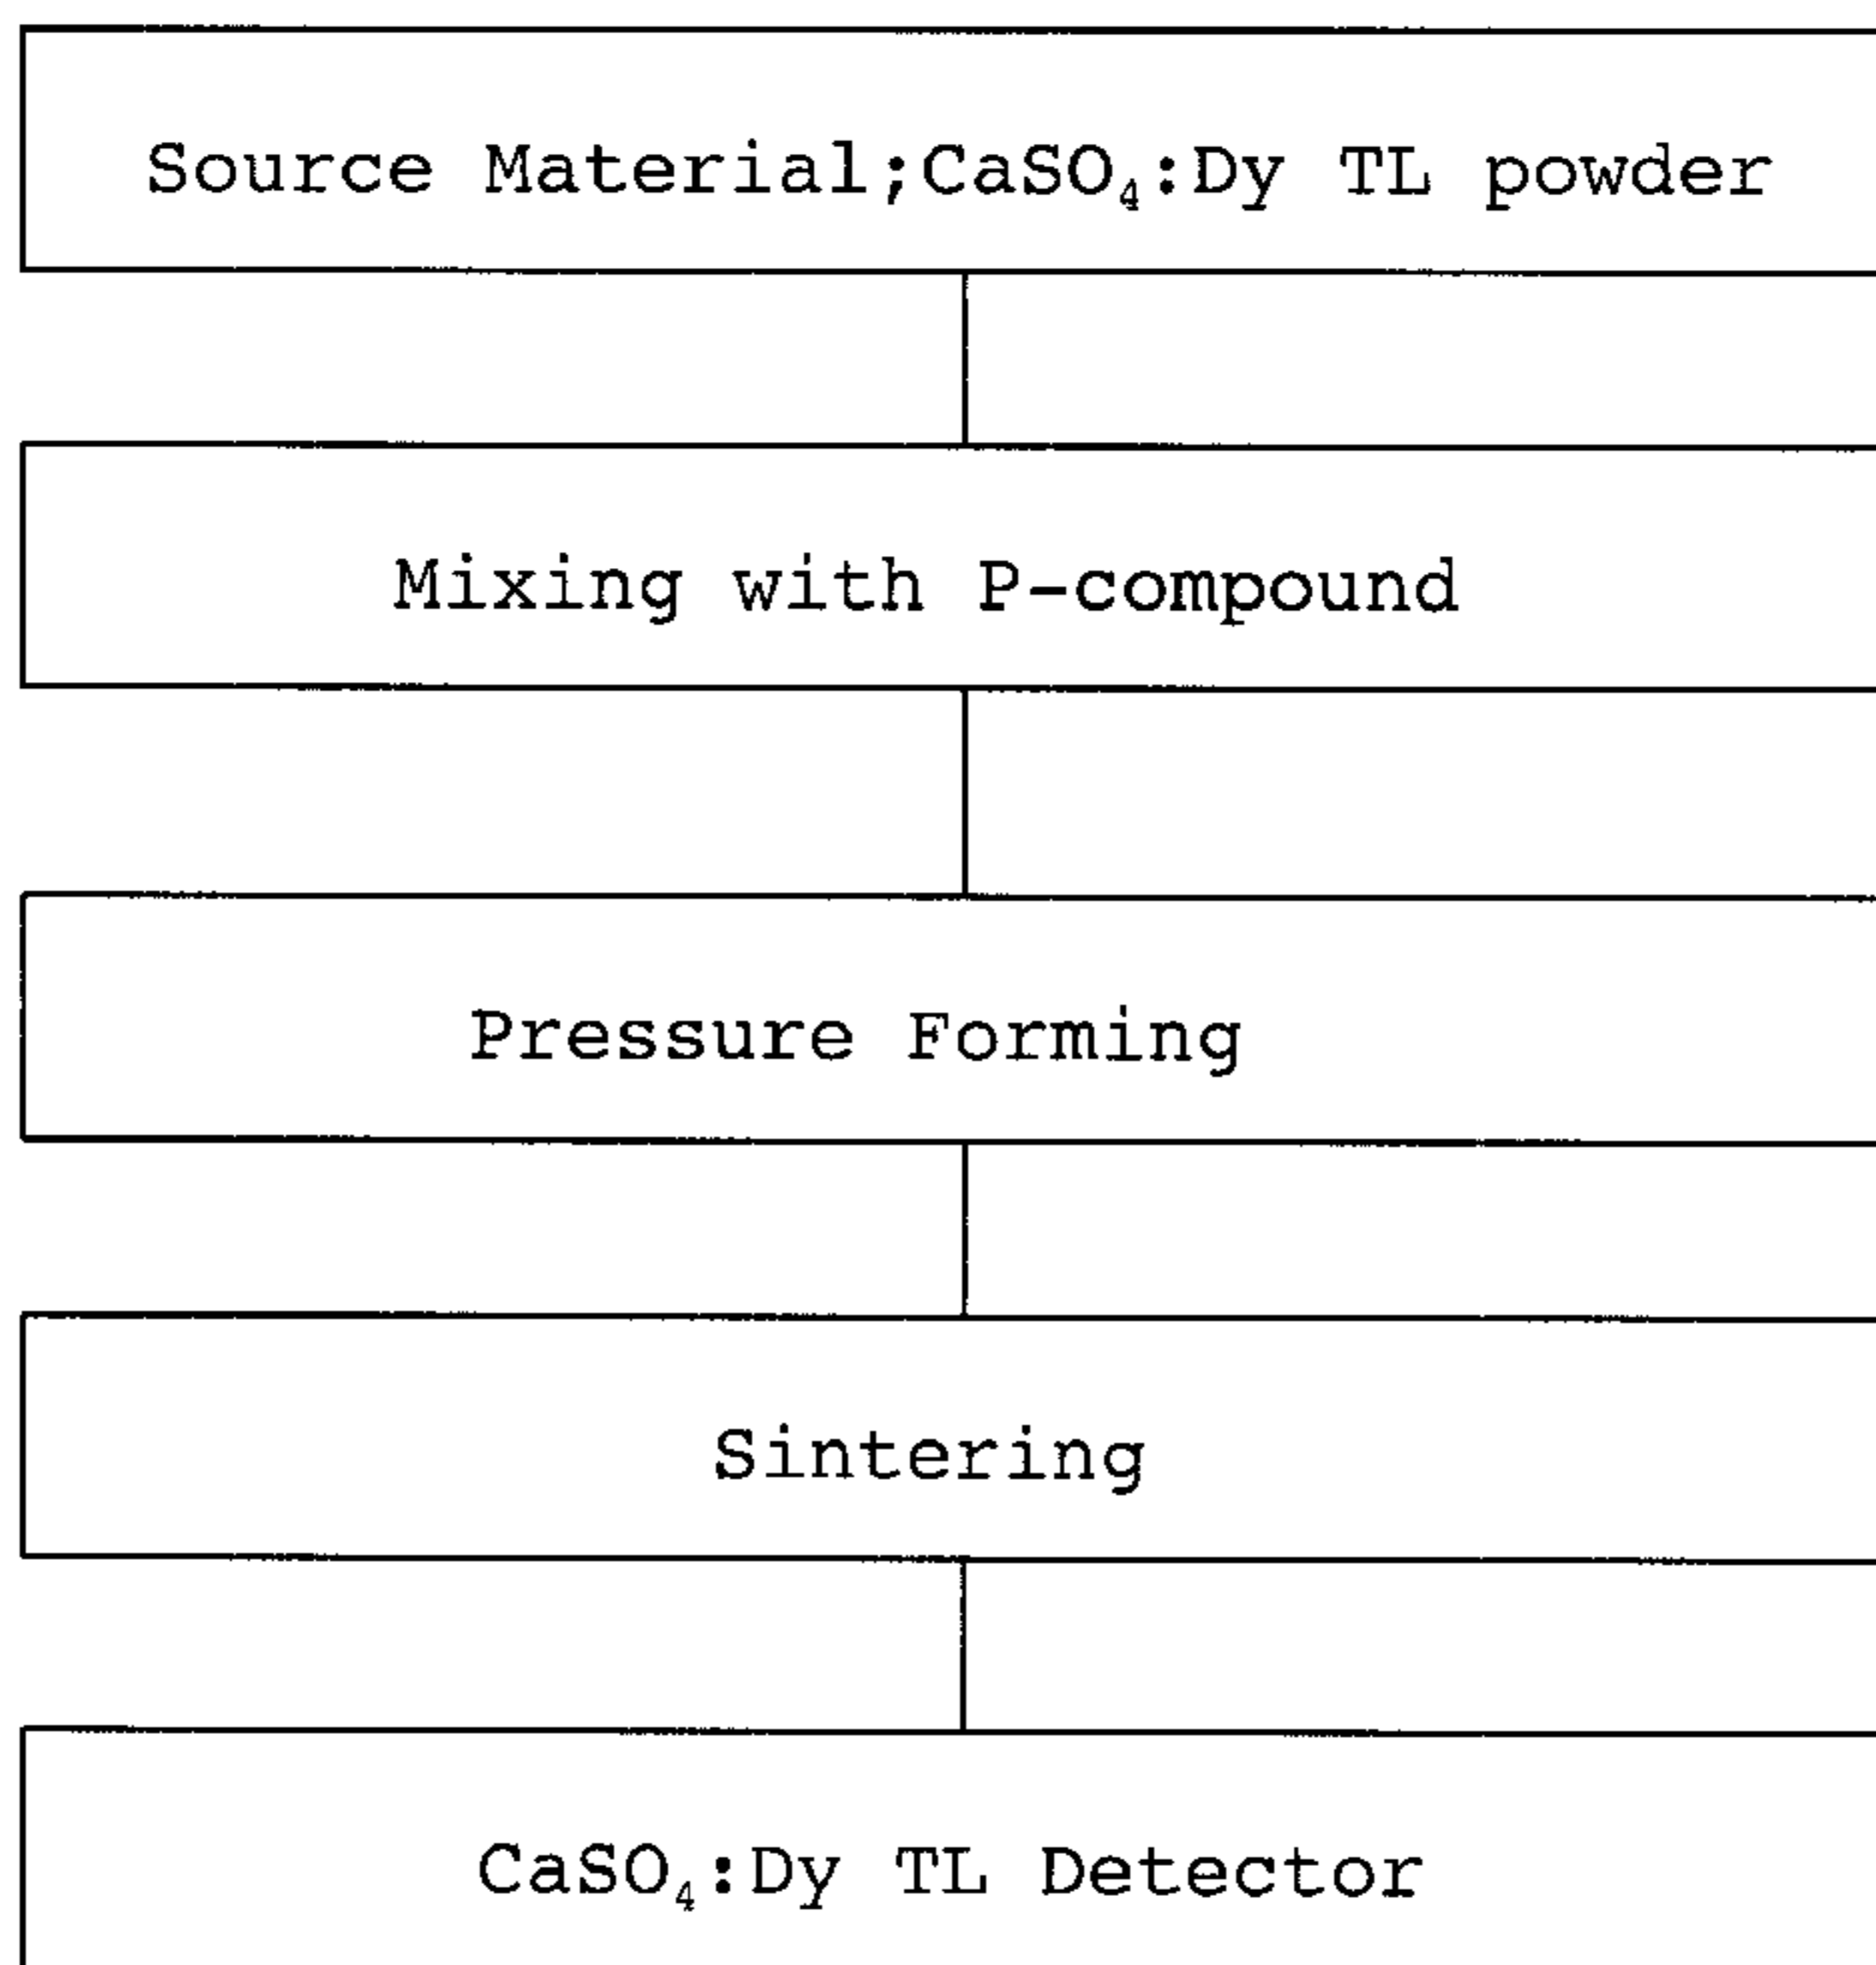 Source Material;CaSO₄:Dy TL powder
Mixing with P-compound
Pressure Forming
Sintering
CaSO₄:Dy TL Detector